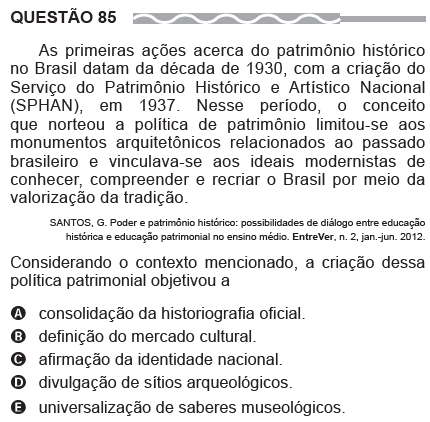 QUESTÃO 85
As primeiras ações acerca do patrimônio histórico
no Brasil datam da década de 1930, com a criação do
Serviço do Patrimônio Histórico e Artístico Nacional
(SPHAN), em 1937. Nesse período, o conceito
que norteou a política de patrimônio limitou-se aos
monumentos arquitetônicos relacionados ao passado
brasileiro e vinculava-se aos ideais modernistas de
conhecer, compreender e recriar o Brasil por meio da
valorização da tradição.
SANTOS, G. Poder e patrimônio histórico: possibilidades de diálogo entre educação
histórica e educação patrimonial no ensino médio. EntreVer, n. 2, jan.-jun. 2012.
Considerando o contexto mencionado, a criação dessa
política patrimonial objetivou a
A consolidação da historiografia oficial.
B definição do mercado cultural.
C afirmação da identidade nacional.
D divulgação de sítios arqueológicos.
E universalização de saberes museológicos.